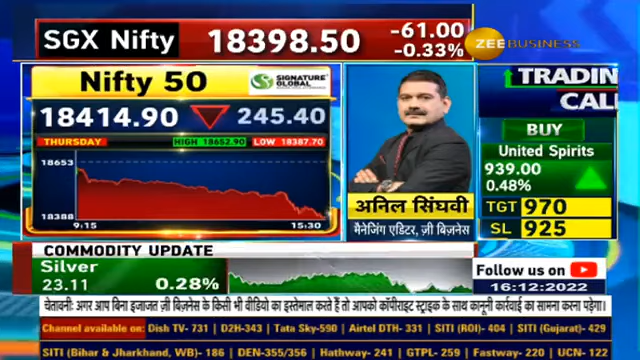 SGX Nifty 18398.50 -61.00 -0.33%
ZEE BUSINESS
Nifty 50
SIGNATURE GLOBAL
18414.90 245.40
THURSDAY HIGH 18652.90 LOW 18387.70
18653
18388
9:15 15:30
अनिल सिंघवी
मैनेजिंग एडिटर, ज़ी बिज़नेस
TRADIN
CAL
BUY
United Spirits
939.00
0.48%
TGT 970
SL 925
COMMODITY UPDATE
Silver
23.11 0.28%
Follow us on
16:12:2022
चेतावनी: अगर आप बिना इजाजत ज़ी बिज़नेस के किसी भी वीडियो का इस्तेमाल करते हैं तो आपको कॉपीराइट स्ट्राइक के साथ कानूनी कार्रवाई का सामना करना पड़ेगा।
Channel available on: Dish TV- 731 | D2H-343 | Tata Sky-590 | Airtel DTH- 331 | SITI (ROI) - 404 | SITI (Gujarat) - 429
SITI (Bihar & Jharkhand, WB)- 186 | DEN-355/356 | Hathway- 241 | GTPL- 259 | Fastway- 220 | UCN- 122